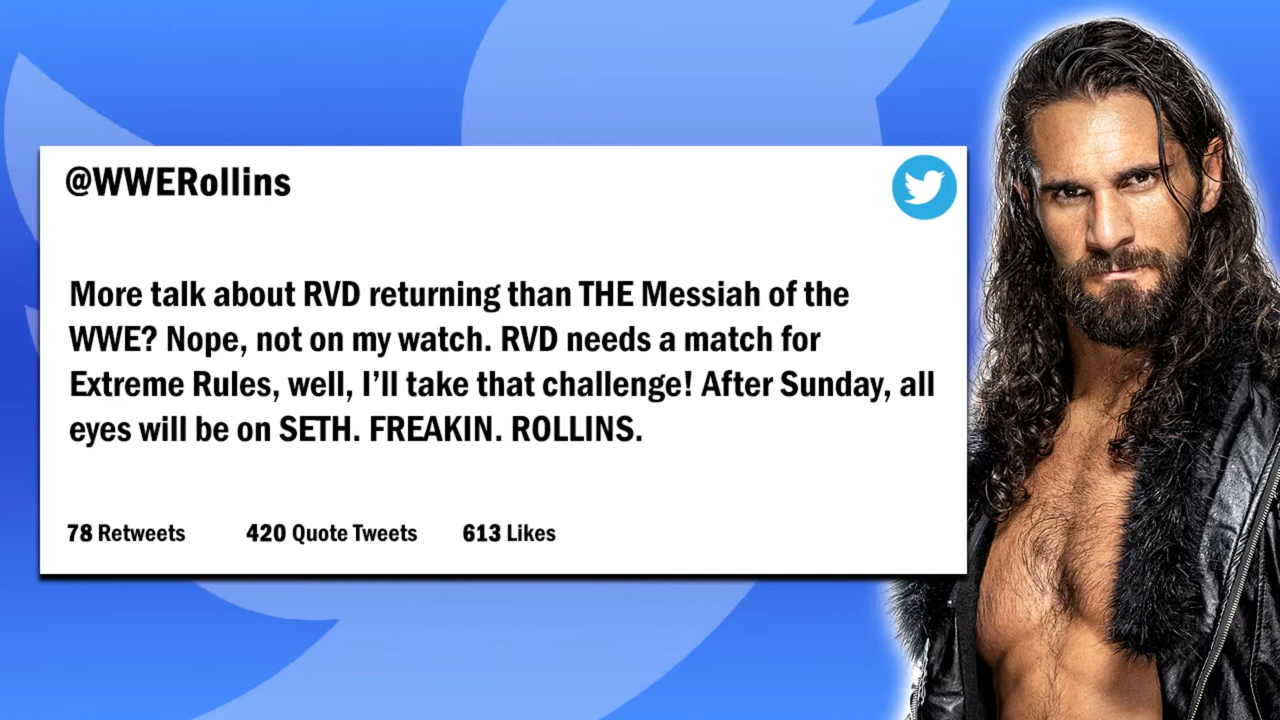 @WWERollins
More talk about RVD returning than THE Messiah of the
WWE? Nope, not on my watch. RVD needs a match for
Extreme Rules, well, I’ll take that challenge! After Sunday, all
eyes will be on SETH. FREAKIN. ROLLINS.
78 Retweets 420 Quote Tweets 613 Likes